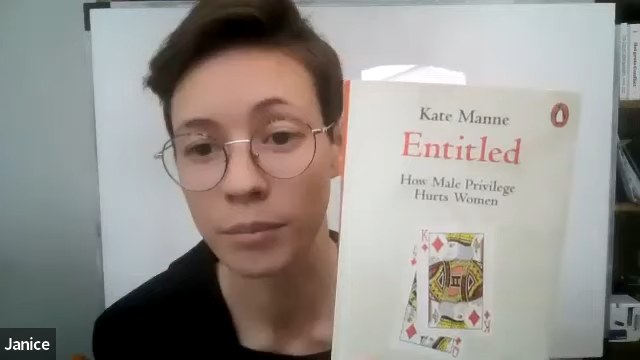 Kate Manne
Entitled
How Male Privilege
Hurts Women
K
K
Janice